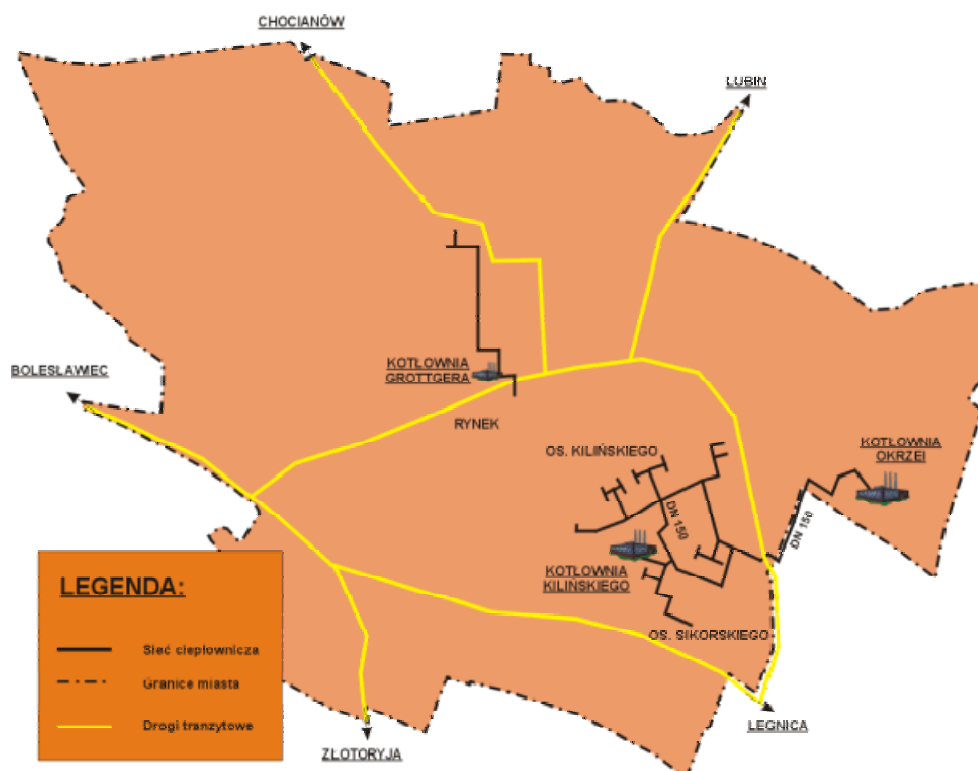 CHOCIANÓW
LUBIN
BOLESŁAWIEC
KOTŁOWNIA
GROTTGERA
RYNEK
OS. KILIŃSKIEGO
KOTŁOWNIA
OKRZEI
DN 150
DN 150
KOTŁOWNIA
KILIŃSKIEGO
OS. SIKORSKIEGO
LEGENDA:
Sieć ciepłownicza
Granice miasta
Drogi tranzytowe
LEGNICA
ZŁOTORYJA